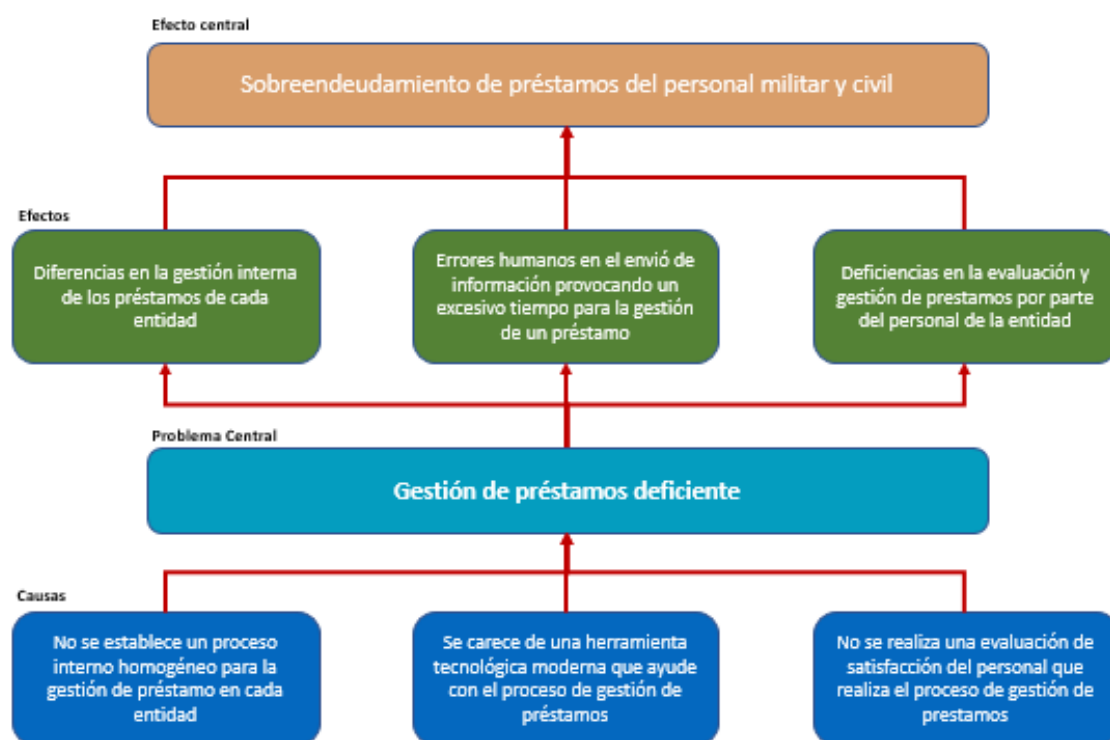 Efecto central
Sobreendeudamiento de préstamos del personal militar y civil
Efectos
Diferencias en la gestión interna
de los préstamos de cada
entidad
Errores humanos en el envió de
información provocando un
excesivo tiempo para la gestión
de un préstamo
Deficiencias en la evaluación y
gestión de prestamos por parte
del personal de la entidad
Problema Central
Gestión de préstamos deficiente
Causas
No se establece un proceso
interno homogéneo para la
gestión de préstamo en cada
entidad
Se carece de una herramienta
tecnológica moderna que ayude
con el proceso de gestión de
préstamos
No se realiza una evaluación de
satisfacción del personal que
realiza el proceso de gestión de
prestamos